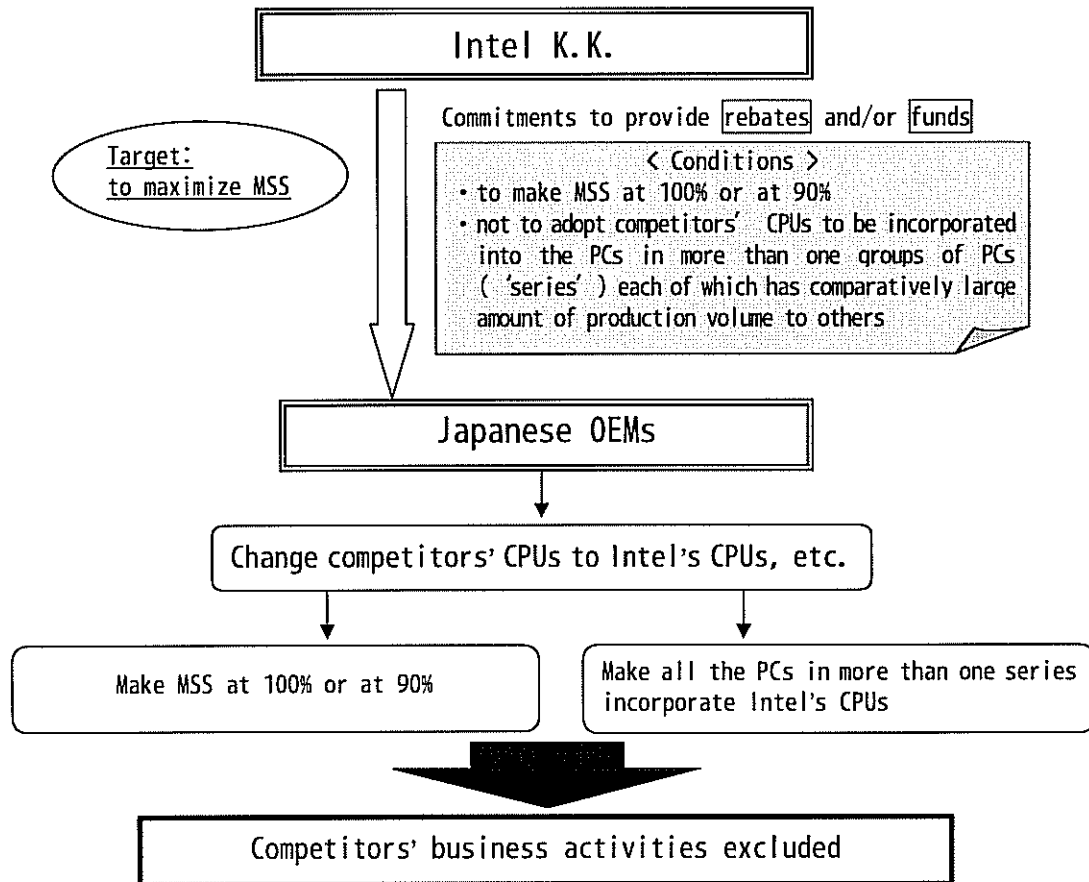 Intel K.K.
Commitments to provide rebates and/or funds
Target:
to maximize MSS
< Conditions >
・to make MSS at 100% or at 90%
・not to adopt competitors' CPUs to be incorporated
into the PCs in more than one qroups of PCs
( 'series' ) each of which has comparatively large
amount of production volume to others
Japanese OEMs
Change competitors' CPUs to Intel's CPUs, etc.
Make MSS at 100% or at 90%
Make all the PCs in more than one series
incorporate Intel's CPUs
Competitors' business activities excluded